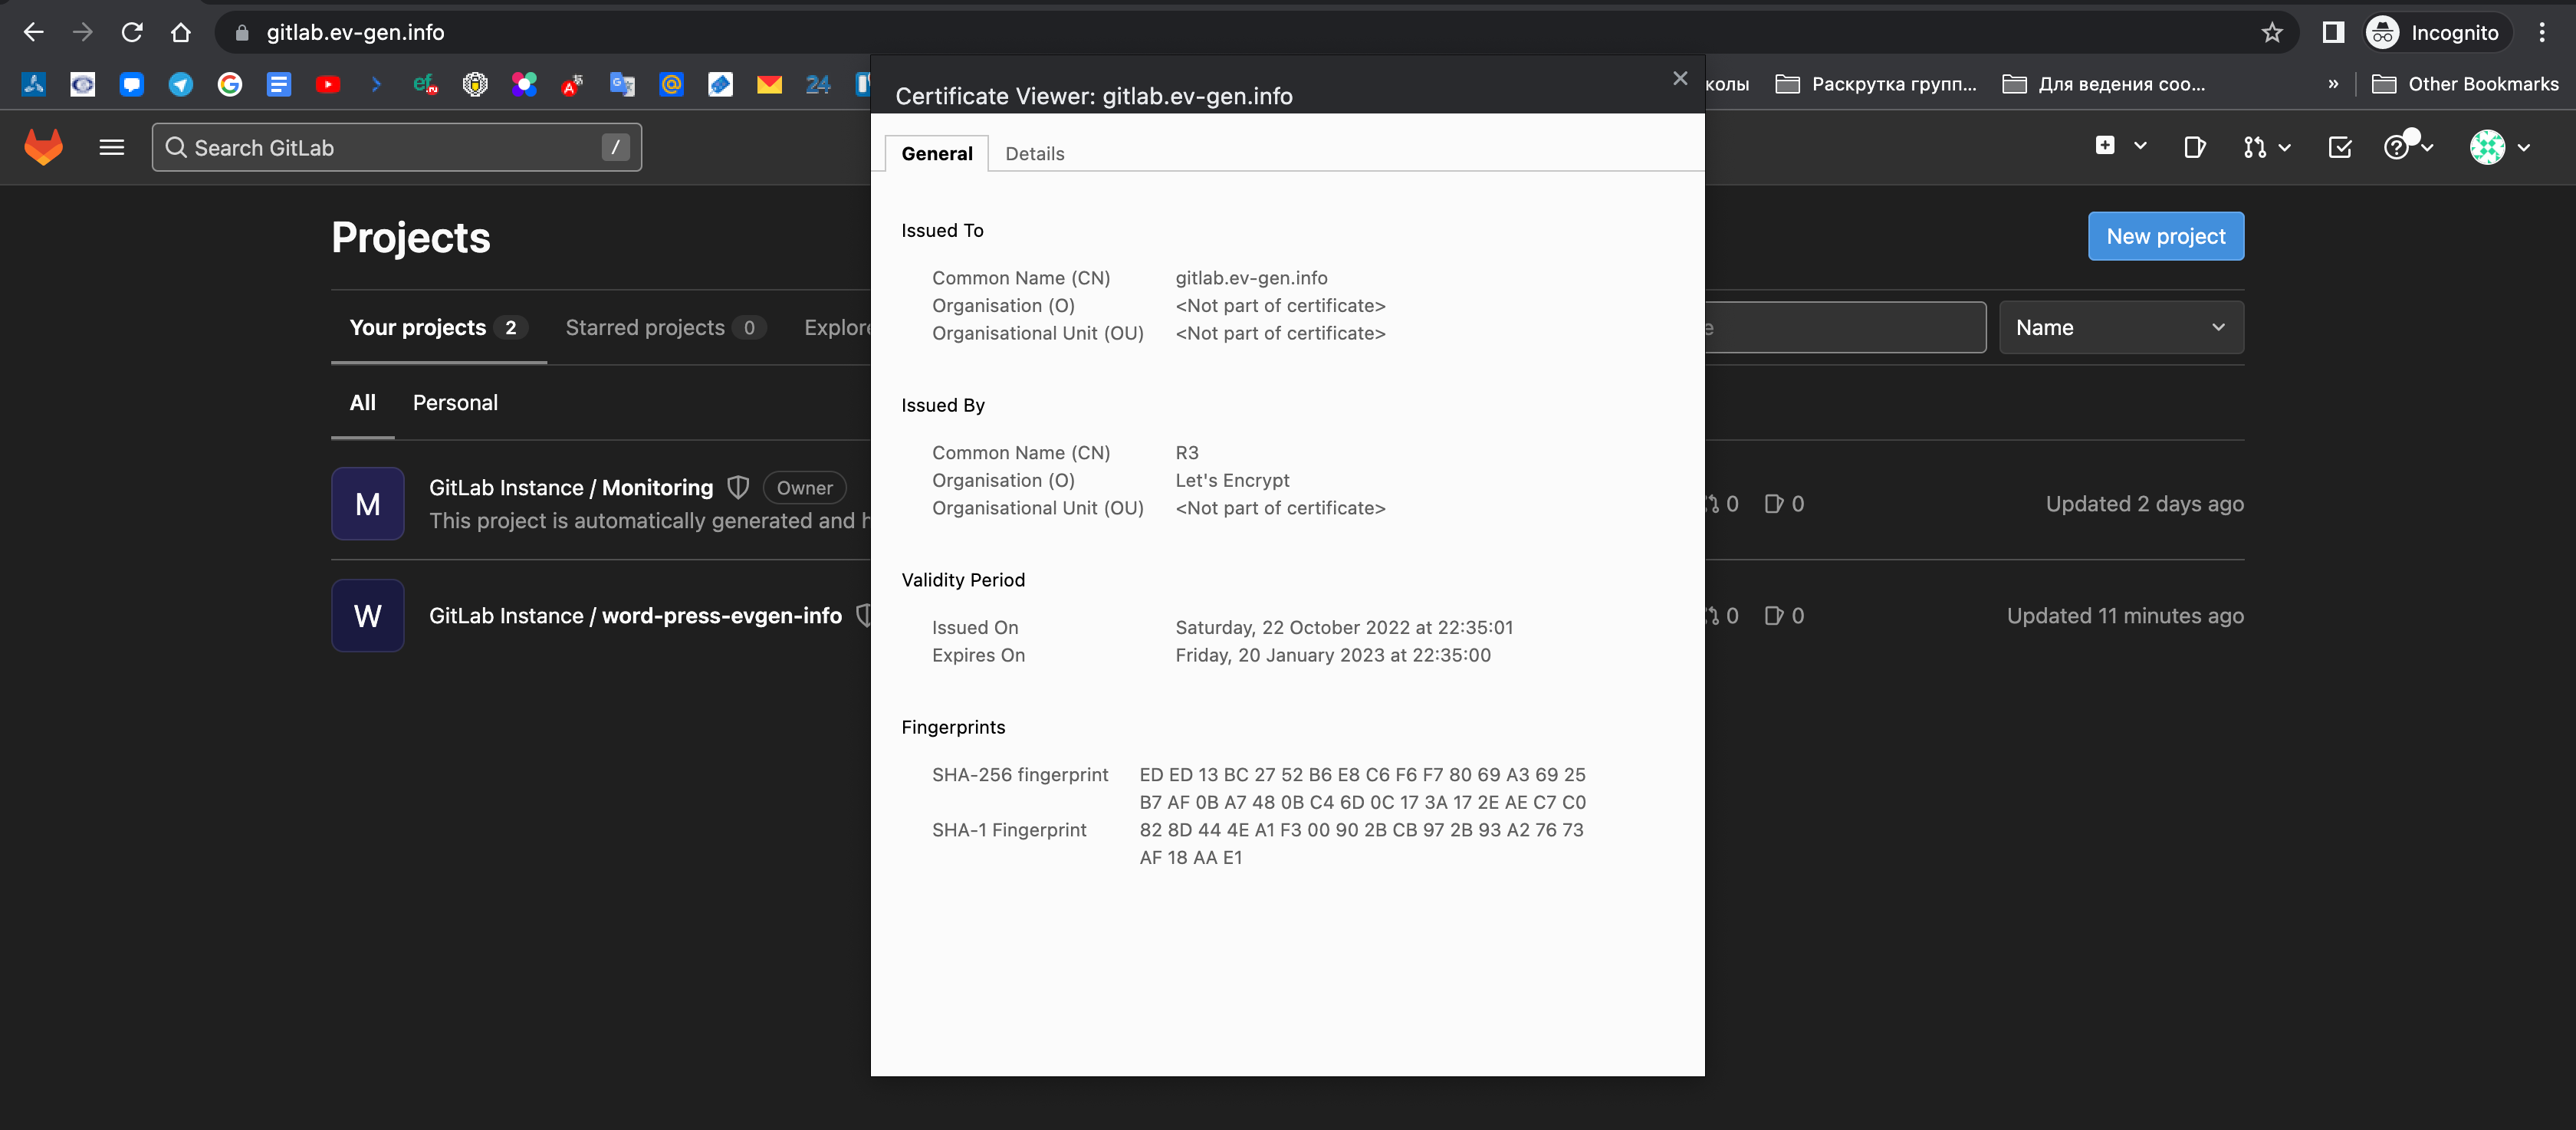 gitlab.ev-gen.info
Incognito
ef.ru
24
колы
Раскрутка групп...
Для ведения соо...
»
Other Bookmarks
Search GitLab
/
Projects
New project
Your projects 2
Starred projects 0
Explore
Name
All
Personal
M
GitLab Instance / Monitoring
Owner
This project is automatically generated and h
0
0
Updated 2 days ago
W
GitLab Instance / word-press-evgen-info
0
0
Updated 11 minutes ago
Certificate Viewer: gitlab.ev-gen.info
General
Details
Issued To
Common Name (CN) gitlab.ev-gen.info
Organisation (O) <Not part of certificate>
Organisational Unit (OU) <Not part of certificate>
Issued By
Common Name (CN) R3
Organisation (O) Let's Encrypt
Organisational Unit (OU) <Not part of certificate>
Validity Period
Issued On Saturday, 22 October 2022 at 22:35:01
Expires On Friday, 20 January 2023 at 22:35:00
Fingerprints
SHA-256 fingerprint ED ED 13 BC 27 52 B6 E8 C6 F6 F7 80 69 A3 69 25
B7 AF 0B A7 48 0B C4 6D 0C 17 3A 17 2E AE C7 C0
SHA-1 Fingerprint 82 8D 44 4E A1 F3 00 90 2B CB 97 2B 93 A2 76 73
AF 18 AA E1